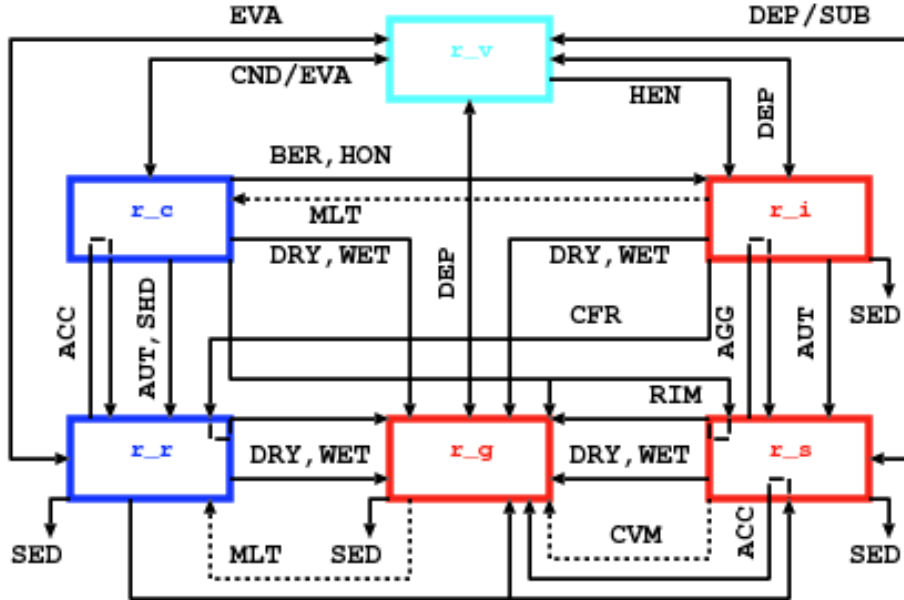 EVA
DEP/SUB
r_v
CND/EVA
HEN
DEP
BER,HON
r_c
MLT
r_i
DRY,WET
DEP
DRY,WET
ACC
AUT,SHD
CFR
AGG
AUT
SED
RIM
r_r
DRY,WET
r_g
DRY,WET
r_s
SED
MLT
SED
CVM
ACC
SED